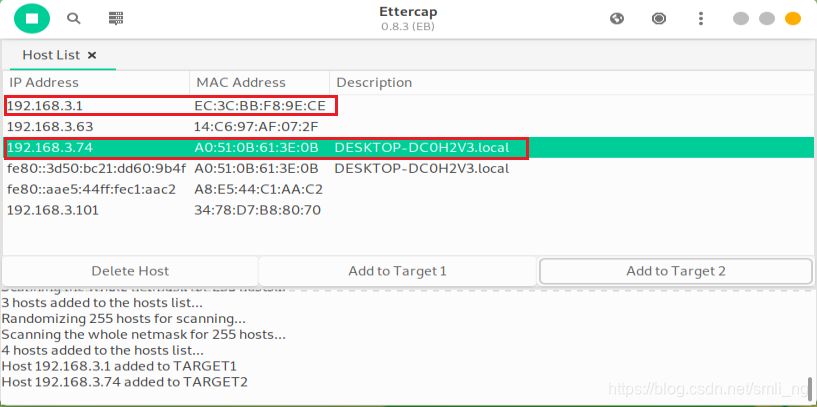 Ettercap
0.8.3 (EB)
Host List ×
IP Address MAC Address Description
192.168.3.1 EC:3C:BB:F8:9E:CE
192.168.3.63 14:C6:97:AF:07:2F
192.168.3.74 A0:51:0B:61:3E:0B DESKTOP-DC0H2V3.local
fe80::3d50:bc21:dd60:9b4f A0:51:0B:61:3E:0B DESKTOP-DC0H2V3.local
fe80::aae5:44ff:fec1:aac2 A8:E5:44:C1:AA:C2
192.168.3.101 34:78:D7:B8:80:70
Delete Host Add to Target 1 Add to Target 2
Scanning the whole netmask for 255 hosts...
3 hosts added to the hosts list...
Randomizing 255 hosts for scanning...
Scanning the whole netmask for 255 hosts...
4 hosts added to the hosts list...
Host 192.168.3.1 added to TARGET1
Host 192.168.3.74 added to TARGET2
https://blog.csdn.net/smli_ng